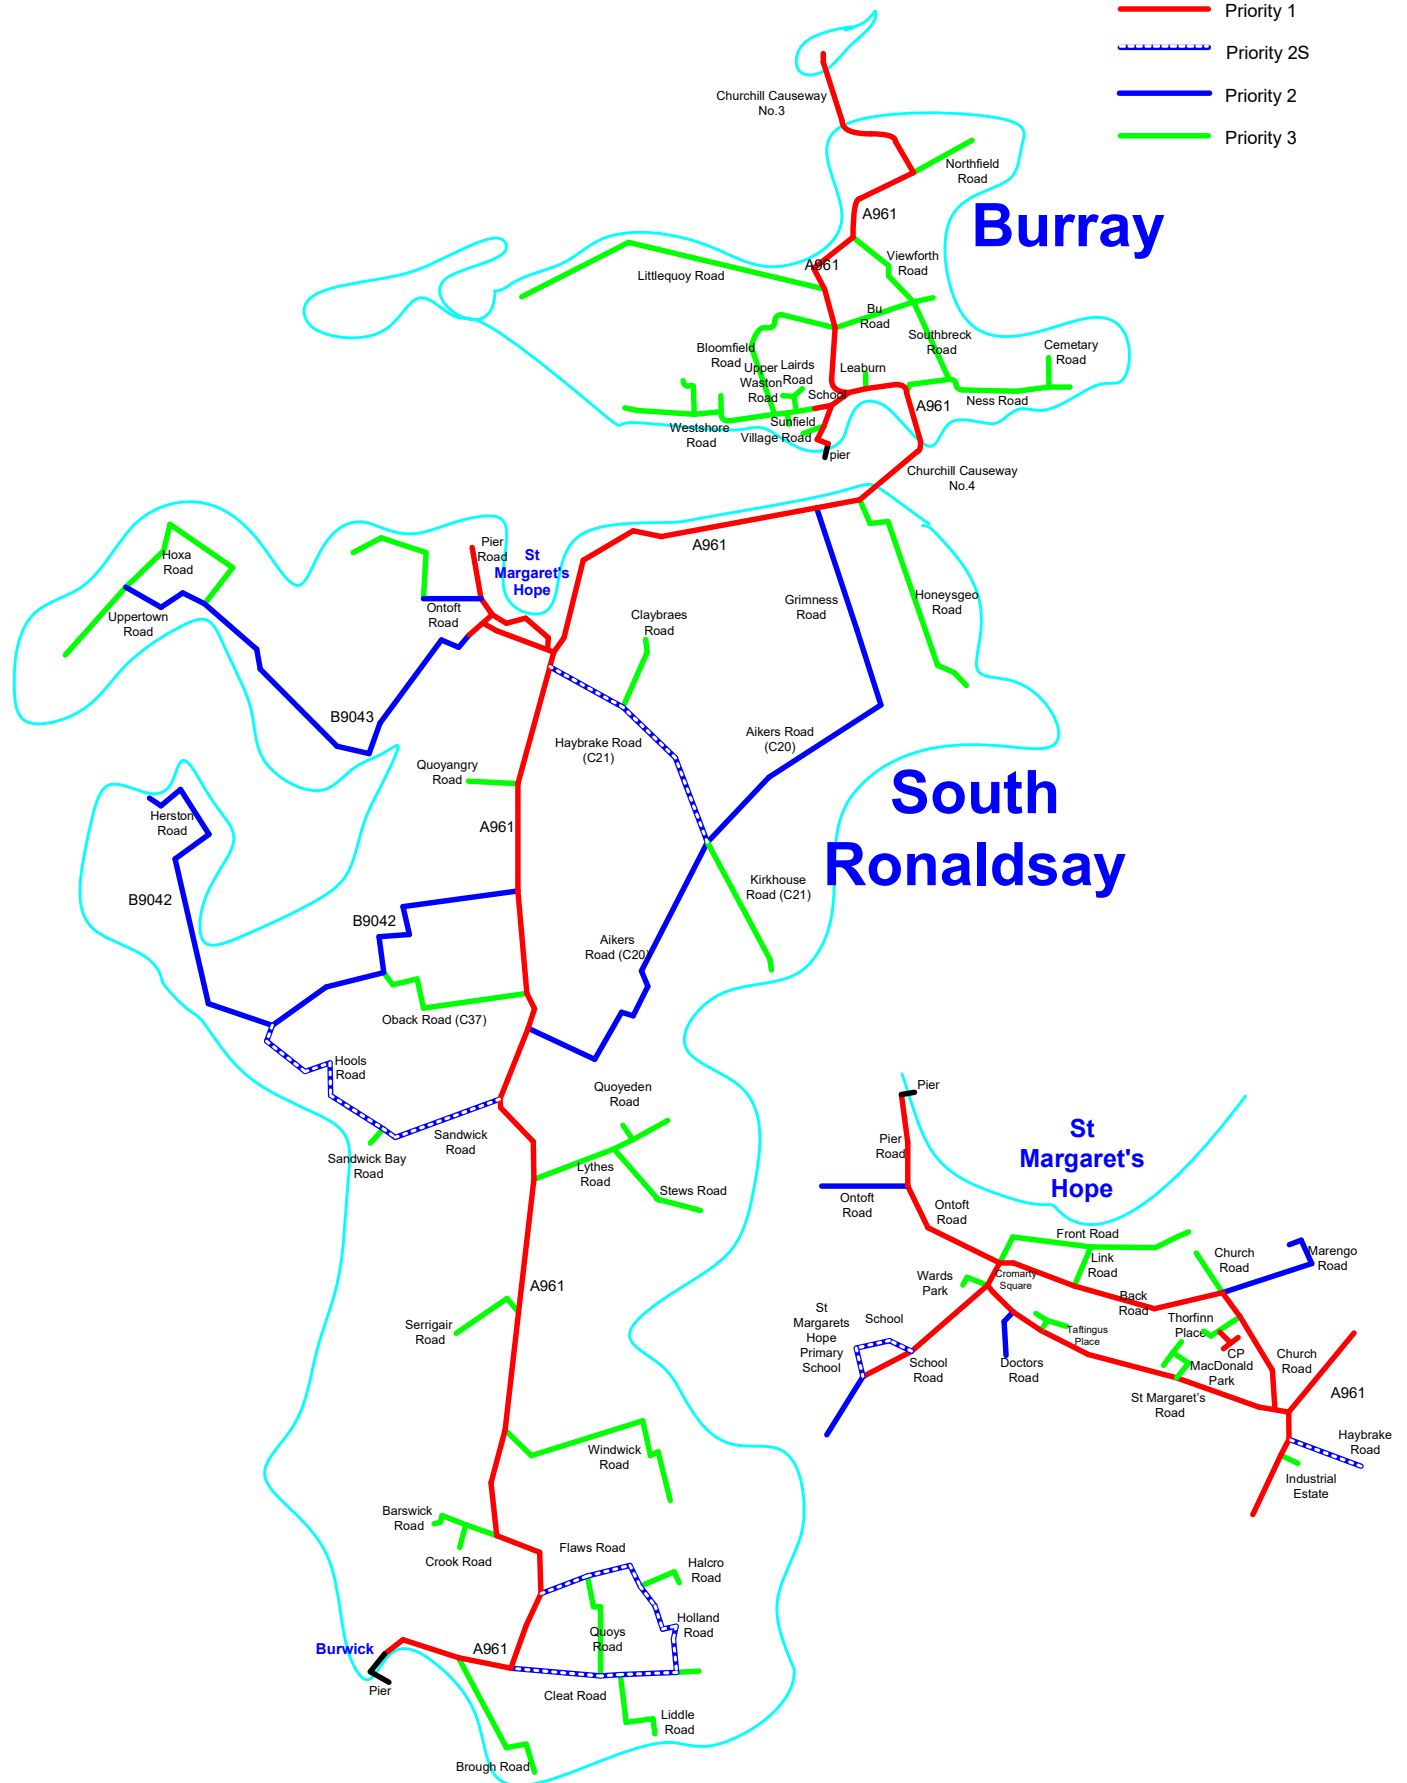 Priority 1
Priority 2S
Priority 2
Priority 3
Churchill Causeway
No.3
Northfield
Road
A961
Burray
Viewforth
Road
A961
Littlequoy Road
Bu
Road
Southbreck
Road
Cemetary
Road
Bloomfield
Road
Upper
Waston
Road
Lairds
Road
Leaburn
School
Ness Road
A961
Westshore
Road
Sunfield
Village Road
pier
Churchill Causeway
No.4
A961
Hoxa
Road
Pier
Road
St
Margaret's
Hope
Uppertown
Road
Ontoft
Road
Claybraes
Road
Grimness
Road
Honeysgeo
Road
B9043
Haybrake Road
(C21)
Aikers Road
(C20)
Quoyangry
Road
South
Ronaldsay
Herston
Road
A961
B9042
B9042
Kirkhouse
Road (C21)
Aikers
Road (C20)
Oback Road (C37)
Hools
Road
Quoyeden
Road
Sandwick
Road
Sandwick Bay
Road
Lythes
Road
Stews Road
A961
Serrigair
Road
Windwick
Road
Barswick
Road
Crook Road
Flaws Road
Halcro
Road
Holland
Road
Quoys
Road
Burwick
A961
Pier
Cleat Road
Liddle
Road
Brough Road
Pier
St
Margaret's
Hope
Pier
Road
Ontoft
Road
Ontoft
Road
Front Road
Link
Road
Church
Road
Marengo
Road
Wards
Park
Cromarty
Square
Back
Road
St
Margarets
Hope
Primary
School
School
Thorfinn
Place
Taftingus
Place
CP
School
Road
Doctors
Road
MacDonald
Park
Church
Road
St Margaret's
Road
A961
Haybrake
Road
Industrial
Estate